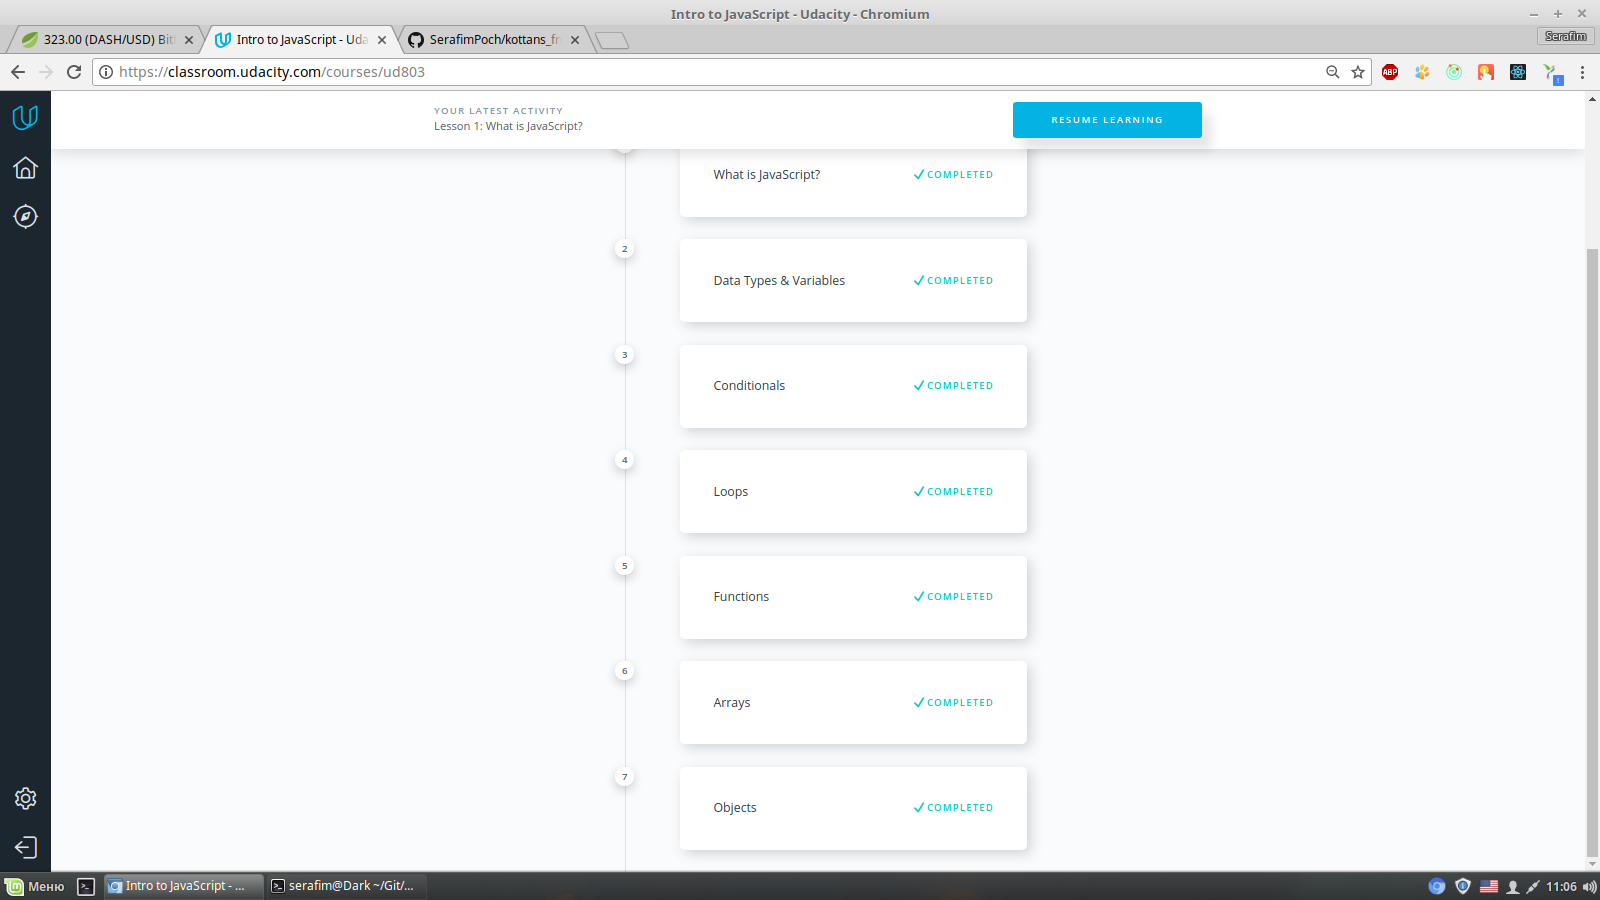 Intro to JavaScript - Udacity - Chromium
323.00 (DASH/USD) Bit
Intro to JavaScript - Uda
SerafimPoch/kottans_fr
Serafim
https://classroom.udacity.com/courses/ud803
ABP
YOUR LATEST ACTIVITY
Lesson 1: What is JavaScript?
RESUME LEARNING
What is JavaScript?
COMPLETED
2
Data Types & Variables
COMPLETED
3
Conditionals
COMPLETED
4
Loops
COMPLETED
5
Functions
COMPLETED
6
Arrays
COMPLETED
7
Objects
COMPLETED
Меню
Intro to JavaScript - ...
serafim@Dark ~/Git/...
11:06